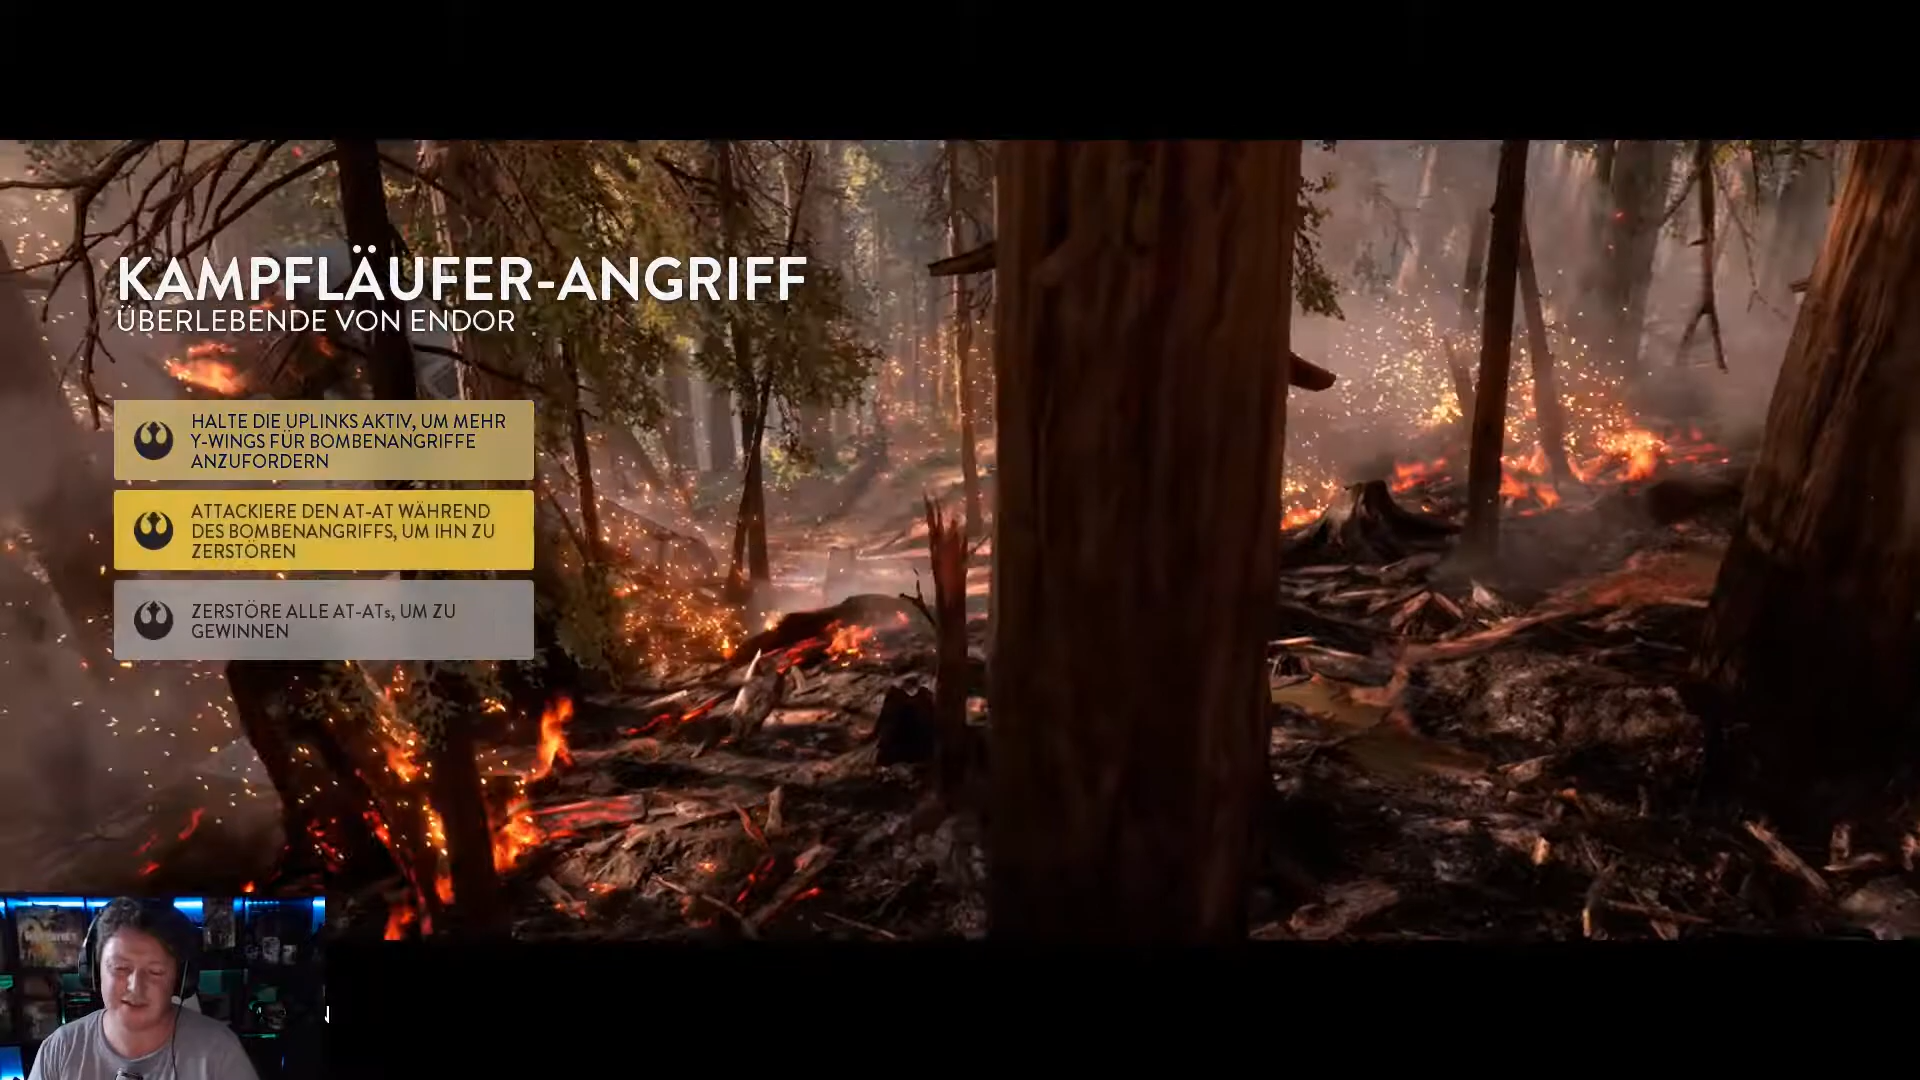 KAMPFLÄUFER-ANGRIFF
ÜBERLEBENDE VON ENDOR
HALTE DIE UPLINKS AKTIV, UM MEHR
Y-WINGS FÜR BOMBENANGRIFFE
ANZUFORDERN
ATTACKIERE DEN AT-AT WÄHREND
DES BOMBENANGRIFFS, UM IHN ZU
ZERSTÖREN
ZERSTÖRE ALLE AT-ATs, UM ZU
GEWINNEN